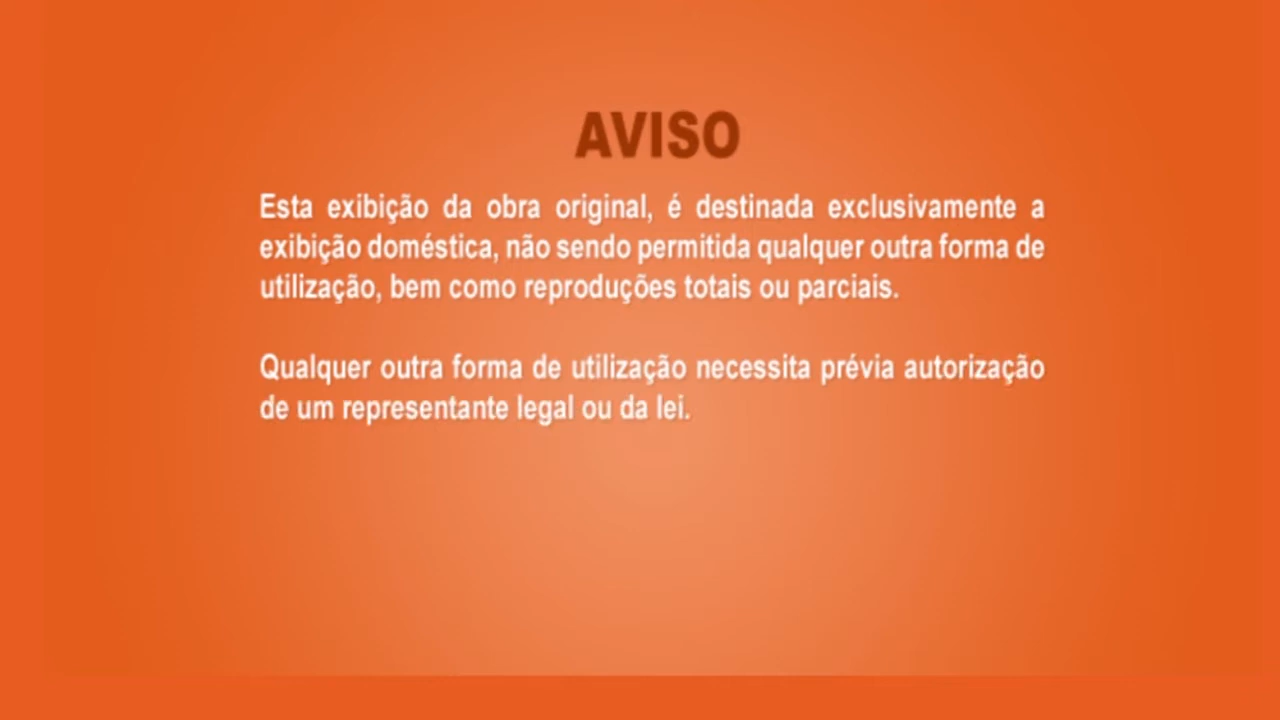 AVISO
Esta exibição da obra original, é destinada exclusivamente a
exibição doméstica, não sendo permitida qualquer outra forma de
utilização, bem como reproduções totais ou parciais.
Qualquer outra forma de utilização necessita prévia autorização
de um representante legal ou da lei.